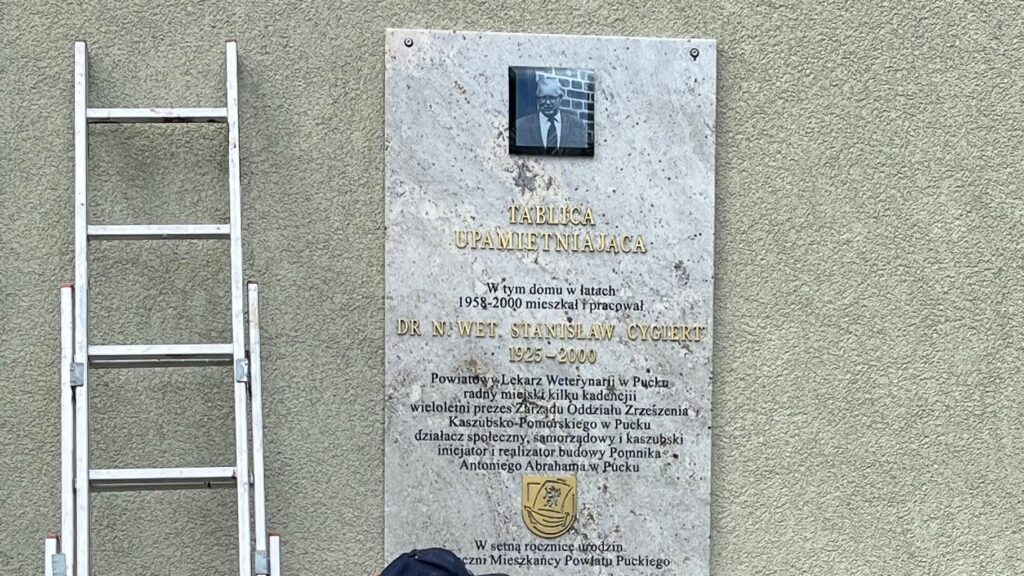 TABLICA
UPAMIĘTNIAJĄCA
W tym domu w łatach
1958-2000 mieszkał i pracował
DR N. WET. STANISŁAW CYGIERT
1925 – 2000
Powiatowy Lekarz Weterynarii w Pucku
radny miejski kilku kadencjii
wieloletni prezes Zarządu Oddziału Zrzeszenia
Kaszubsko-Pomorskiego w Pucku
działacz społeczny, samorządowy i kaszubski
inicjator i realizator budowy Pomnika
Antoniego Abrahama w Pucku
W setną rocznicę urodzin
Mieszkańcy Powiatu Puckiego